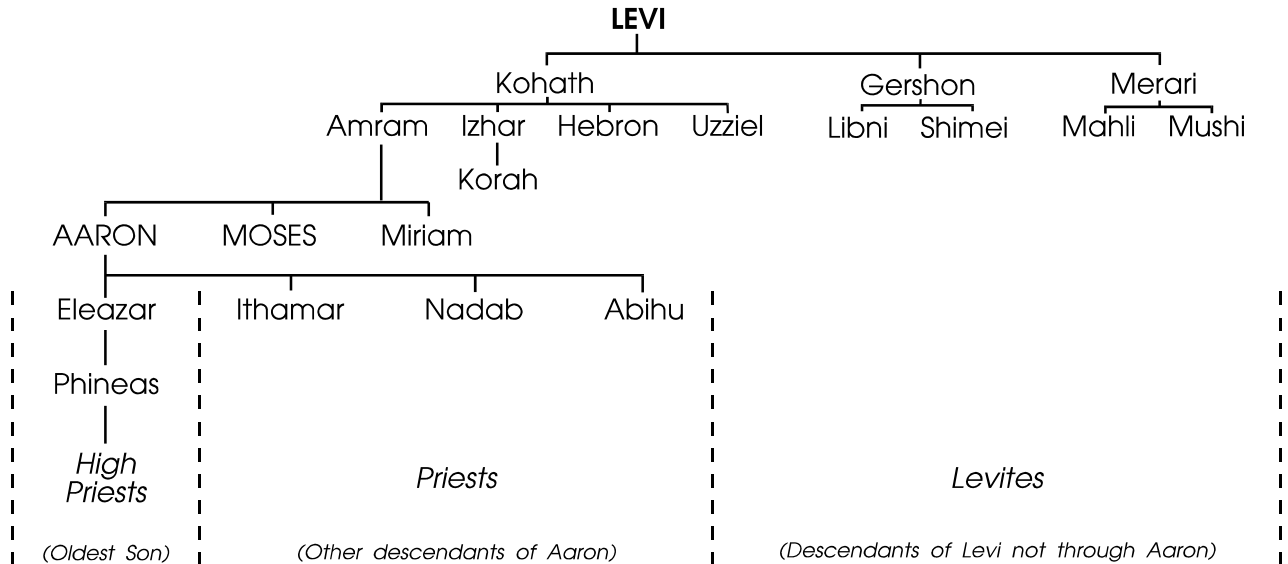 LEVI
Kohath Gershon Merari
Amram Izhar Hebron Uzziel Libni Shimei Mahli Mushi
Korah
AARON MOSES Miriam
Eleazar Ithamar Nadab Abihu
Phineas
High
Priests
Priests
Levites
(Oldest Son) (Other descendants of Aaron) (Descendants of Levi not through Aaron)